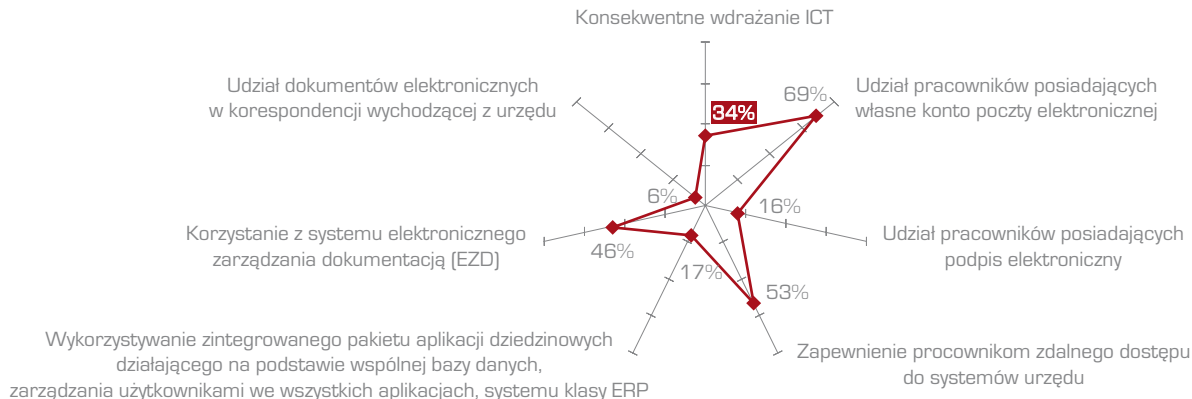 Konsekwentne wdrażanie ICT
Udział dokumentów elektronicznych
w korespondencji wychodzącej z urzędu
69%
Udział pracowników posiadających
własne konto poczty elektronicznej
34%
6%
16%
Korzystanie z systemu elektronicznego
zarządzania dokumentacją (EZD)
46%
Udział pracowników posiadających
podpis elektroniczny
17%
53%
Wykorzystywanie zintegrowanego pakietu aplikacji dziedzinowych
działającego na podstawie wspólnej bazy danych,
zarządzania użytkownikami we wszystkich aplikacjach, systemu klasy ERP
Zapewnienie procownikom zdalnego dostępu
do systemów urzędu